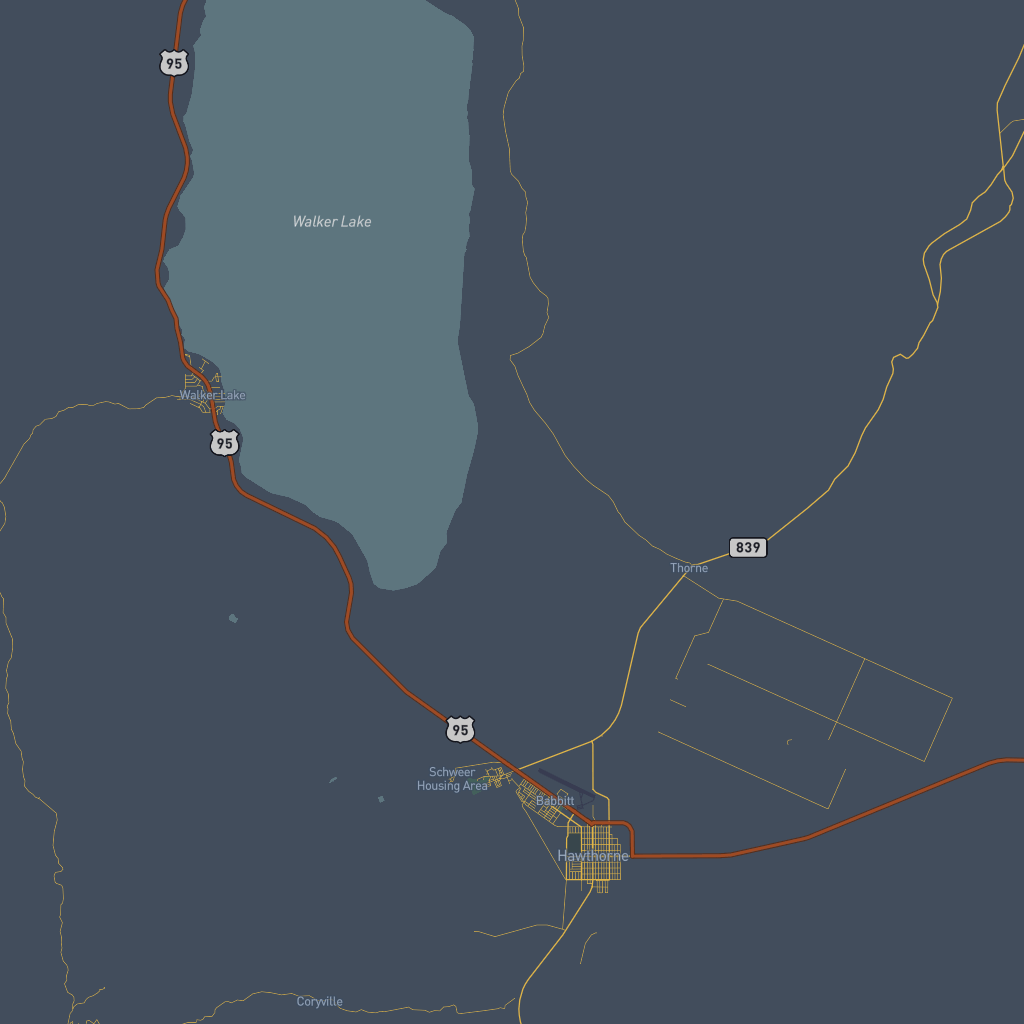 95
Walker Lake
Walker Lake
95
839
Thorne
95
Schweer
Housing Area
Babbitt
Hawthorne
Coryville